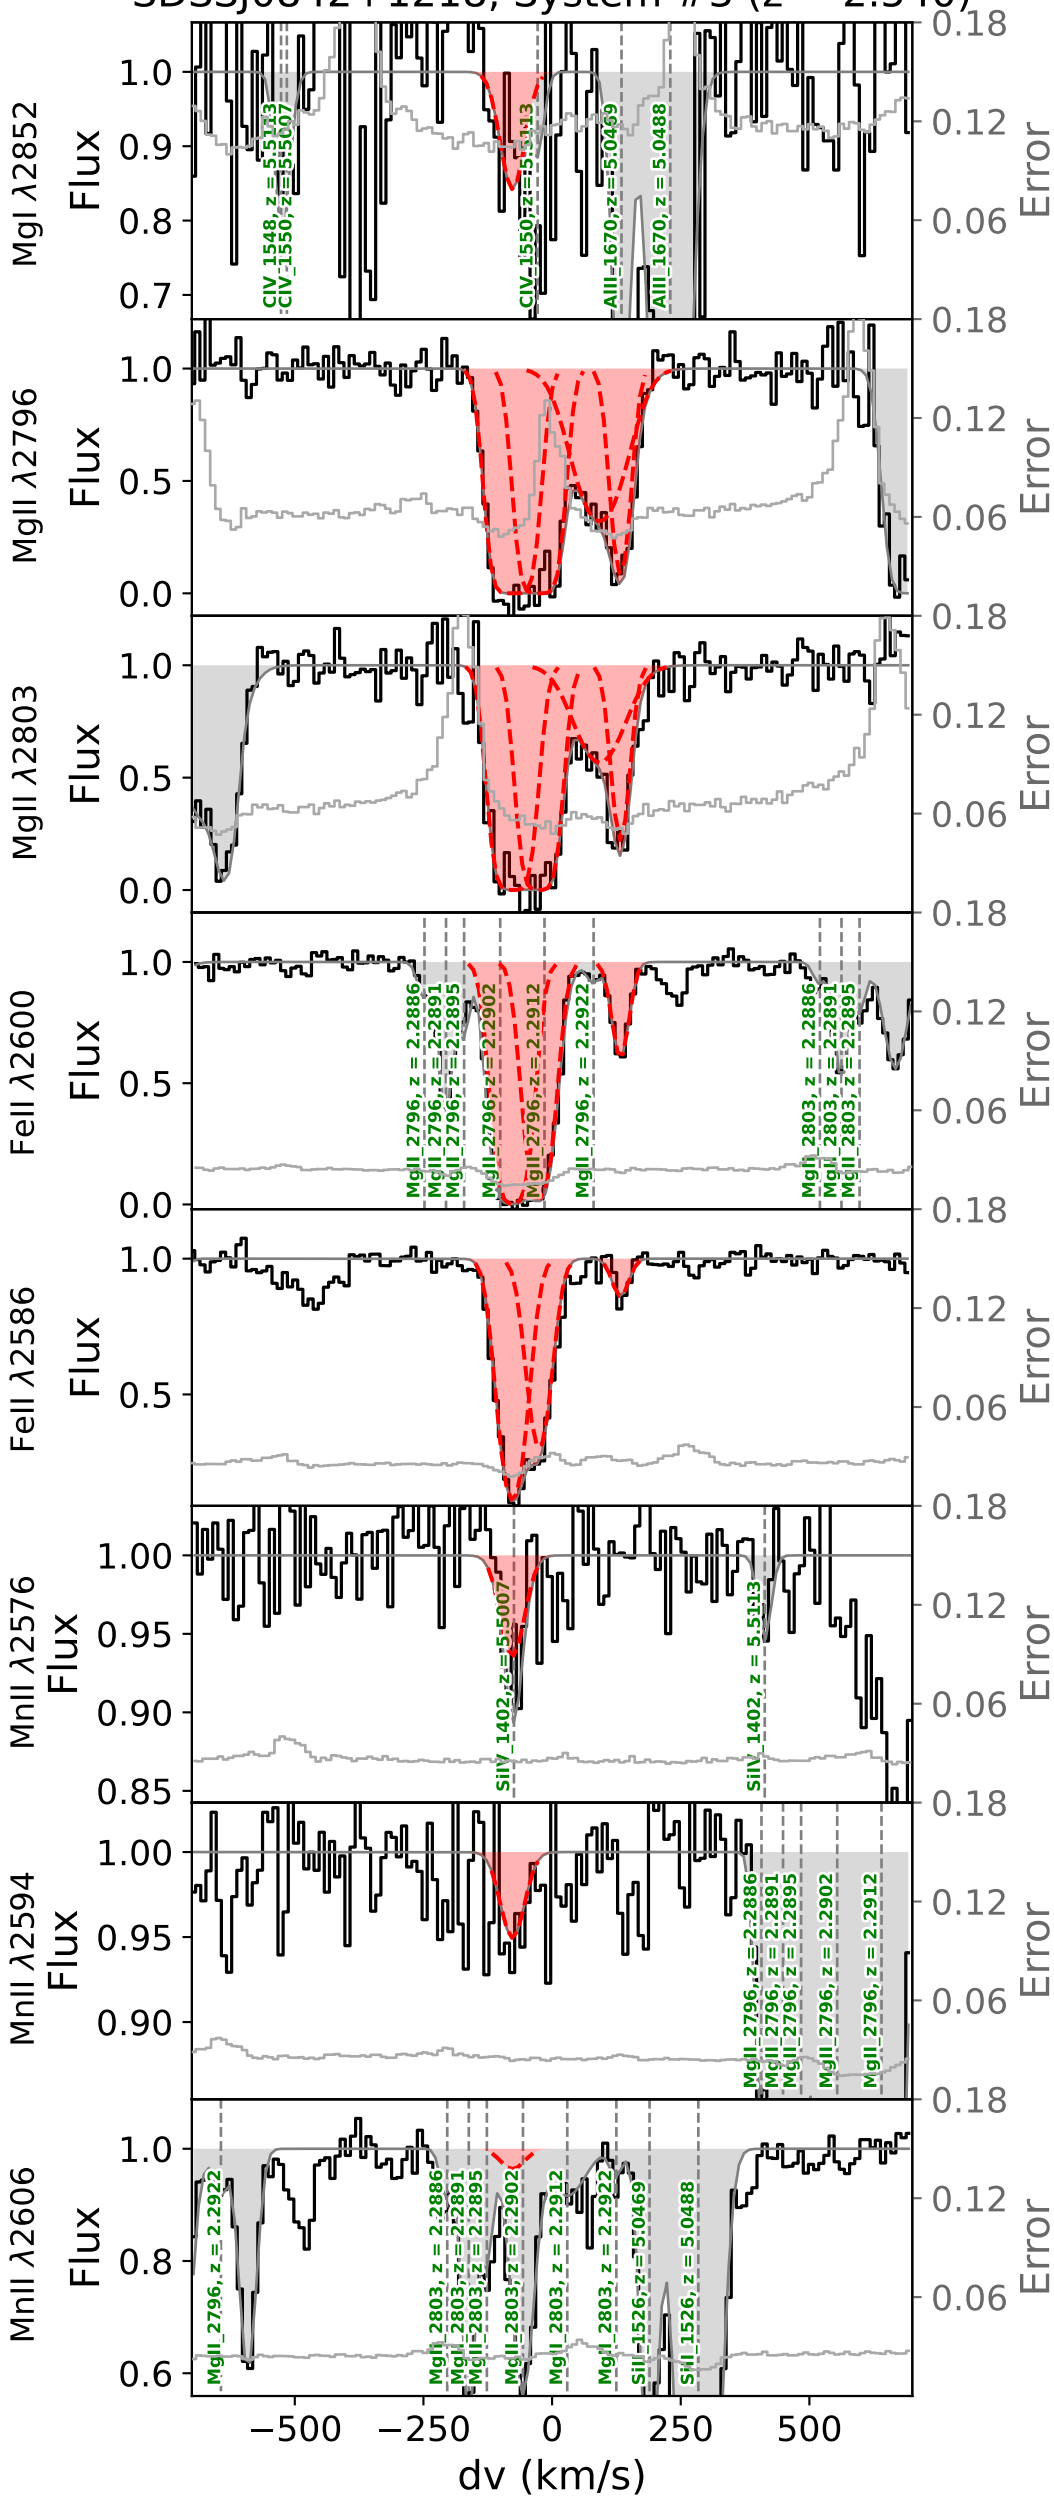 MgI λ2852
Flux
1.0
0.9
0.8
0.7
CIV_1548, z = 5.5113
CIV_1550, z = 5.5007
CIV_1550, z = 5.5113
AlII_1670, z = 5.0469
AlII_1670, z = 5.0488
0.18
0.12
0.06
Error
MgII λ2796
Flux
1.0
0.5
0.0
0.18
0.12
0.06
Error
MgII λ2803
Flux
1.0
0.5
0.0
0.18
0.12
0.06
Error
FeII λ2600
Flux
1.0
0.5
0.0
MgII_2796, z = 2.2886
MgII_2796, z = 2.2891
MgII_2796, z = 2.2895
MgII_2796, z = 2.2902
MgII_2796, z = 2.2912
MgII_2796, z = 2.2922
MgII_2803, z = 2.2886
MgII_2803, z = 2.2891
MgII_2803, z = 2.2895
0.18
0.12
0.06
Error
FeII λ2586
Flux
1.0
0.5
0.18
0.12
0.06
Error
MnII λ2576
Flux
1.00
0.95
0.90
0.85
SiIV_1402, z = 5.5007
SiIV_1402, z = 5.5113
0.18
0.12
0.06
Error
MnII λ2594
Flux
1.00
0.95
0.90
MgII_2796, z = 2.2886
MgII_2796, z = 2.2891
MgII_2796, z = 2.2895
MgII_2796, z = 2.2902
MgII_2796, z = 2.2912
0.18
0.12
0.06
Error
MnII λ2606
Flux
1.0
0.8
0.6
MgII_2796, z = 2.2922
MgII_2803, z = 2.2886
MgII_2803, z = 2.2891
MgII_2803, z = 2.2895
MgII_2803, z = 2.2902
MgII_2803, z = 2.2912
MgII_2803, z = 2.2922
SiII_1526, z = 5.0469
SiII_1526, z = 5.0488
0.18
0.12
0.06
Error
−500 −250 0 250 500
dv (km/s)